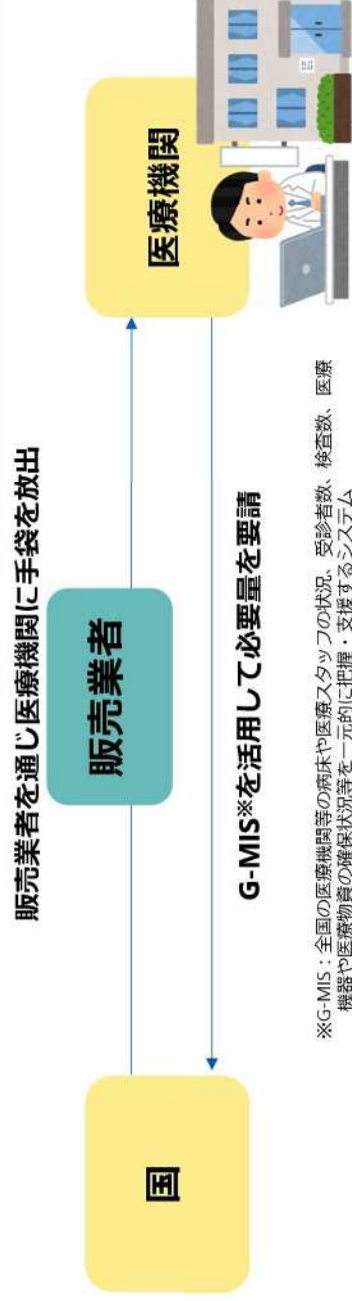 販売業者を通じ医療機関に手袋を放出
国
販売業者
医療機関
G-MIS※を活用して必要量を要請
※G-MIS：全国の医療機関等の病床や医療スタッフの状況、受診者数、検査数、医療
機器や医療物資の確保状況等を一元的に把握・支援するシステム